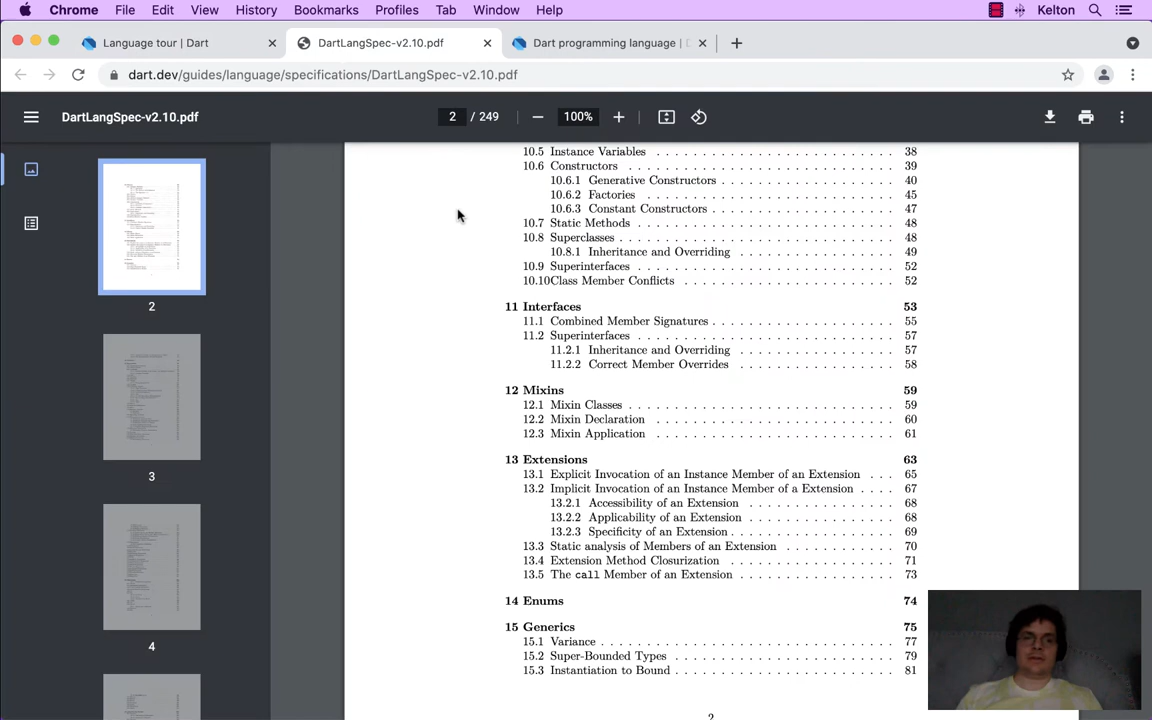 Chrome File Edit View History Bookmarks Profiles Tab Window Help Kelton
Language tour | Dart
DartLangSpec-v2.10.pdf
Dart programming language |
dart.dev/guides/language/specifications/DartLangSpec-v2.10.pdf
DartLangSpec-v2.10.pdf
2 / 249
100%
2
3
4
10.5 Instance Variables . . . . . . . . . . . . . . . . . . . . . . 38
10.6 Constructors . . . . . . . . . . . . . . . . . . . . . . 39
10.6.1 Generative Constructors . . . . . . . . . . . . . . 40
10.6.2 Factories . . . . . . . . . . . . . . . . . . . . 45
10.6.3 Constant Constructors . . . . . . . . . . . . . . 47
10.7 Static Methods . . . . . . . . . . . . . . . . . . . . . . 48
10.8 Superclasses . . . . . . . . . . . . . . . . . . . . . . 48
10.8.1 Inheritance and Overriding . . . . . . . . . . . . 49
10.9 Superinterfaces . . . . . . . . . . . . . . . . . . . . . . 52
10.10Class Member Conflicts . . . . . . . . . . . . . . . . . . 52
11 Interfaces 53
11.1 Combined Member Signatures . . . . . . . . . . . . . . . . 55
11.2 Superinterfaces . . . . . . . . . . . . . . . . . . . . . . 57
11.2.1 Inheritance and Overriding . . . . . . . . . . . . 57
11.2.2 Correct Member Overrides . . . . . . . . . . . . 58
12 Mixins 59
12.1 Mixin Classes . . . . . . . . . . . . . . . . . . . . . . 59
12.2 Mixin Declaration . . . . . . . . . . . . . . . . . . . . 60
12.3 Mixin Application . . . . . . . . . . . . . . . . . . . . 61
13 Extensions 63
13.1 Explicit Invocation of an Instance Member of an Extension . . . 65
13.2 Implicit Invocation of an Instance Member of a Extension . . . . 67
13.2.1 Accessibility of an Extension . . . . . . . . . . . . 68
13.2.2 Applicability of an Extension . . . . . . . . . . . . 68
13.2.3 Specificity of an Extension . . . . . . . . . . . . . 69
13.3 Static analysis of Members of an Extension . . . . . . . . . 70
13.4 Extension Method Closurization . . . . . . . . . . . . . . 71
13.5 The call Member of an Extension . . . . . . . . . . . . . 73
14 Enums 74
15 Generics 75
15.1 Variance . . . . . . . . . . . . . . . . . . . . . . . . 77
15.2 Super-Bounded Types . . . . . . . . . . . . . . . . . . 79
15.3 Instantiation to Bound . . . . . . . . . . . . . . . . . . 81
2